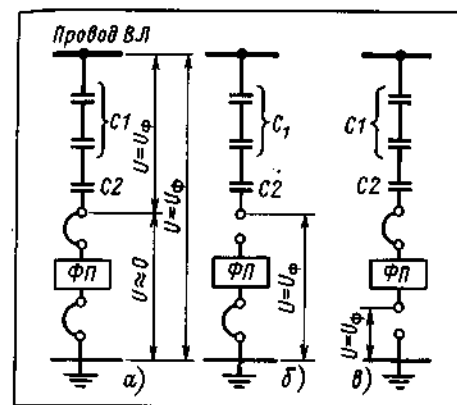 Провод ВЛ
C1
C2
U=Uф
U≈0
U=Uф
ФП
а)
C₁
C2
U=Uф
ФП
б)
C1
C2
ФП
U=Uф
в)